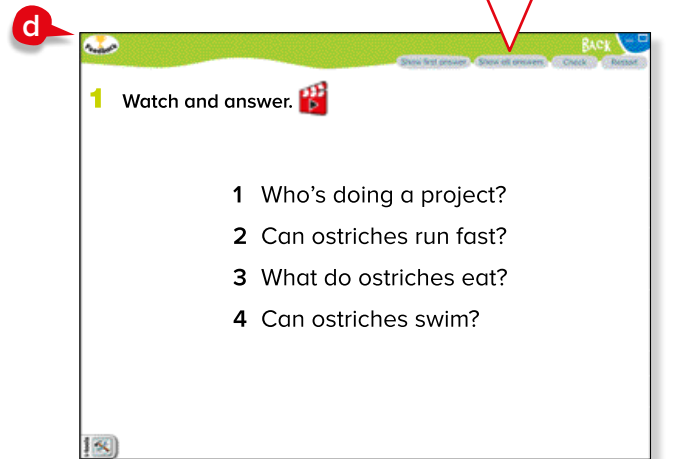 d
Feedback
BACK
Show first answer Show all answers Check Restart
1 Watch and answer.
1 Who's doing a project?
2 Can ostriches run fast?
3 What do ostriches eat?
4 Can ostriches swim?